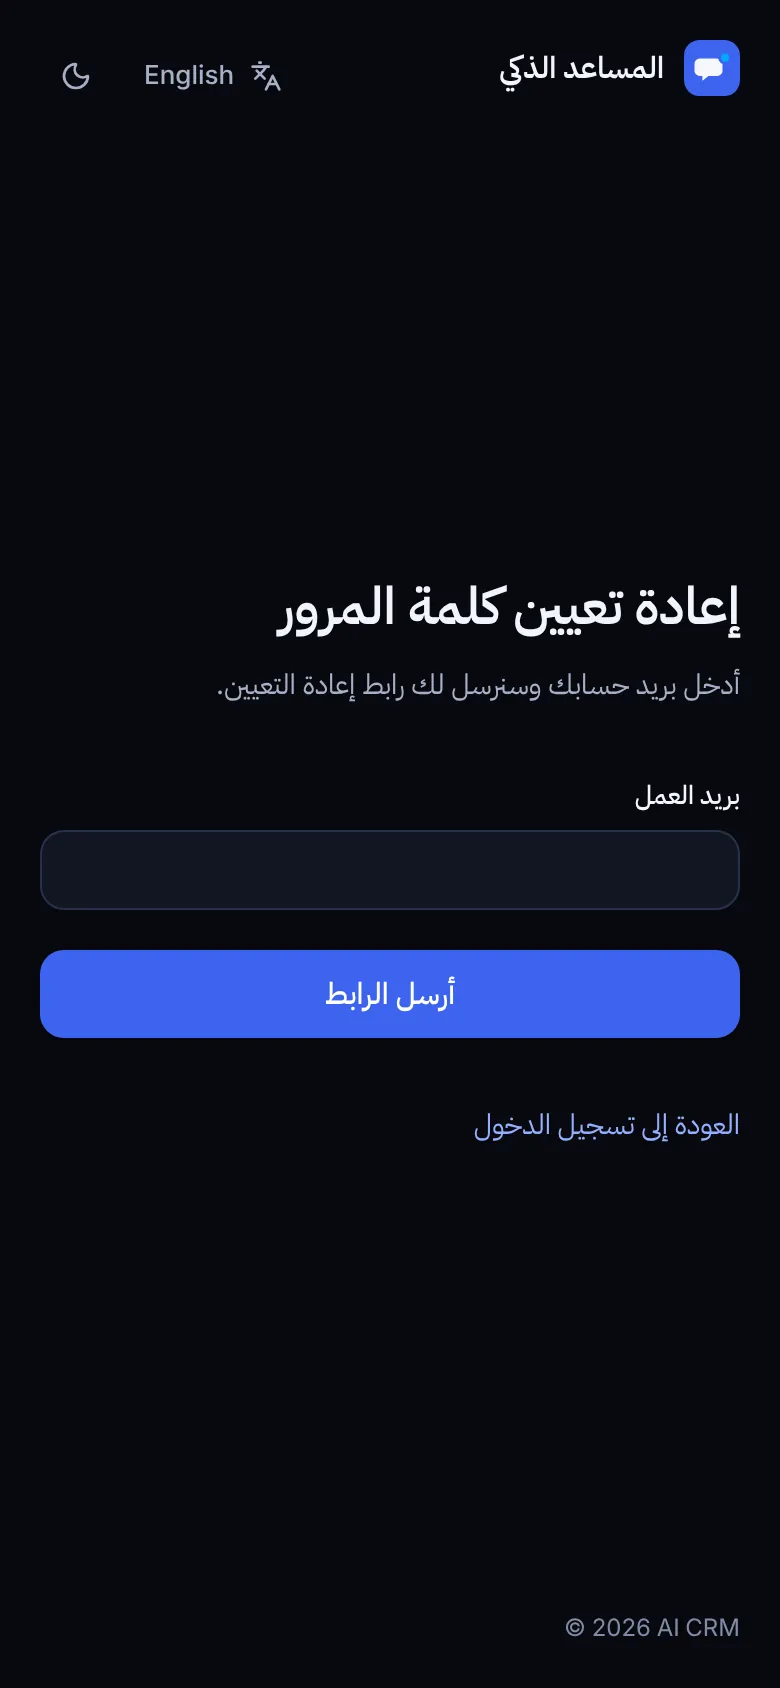 المساعد الذكي
English
إعادة تعيين كلمة المرور
أدخل بريد حسابك وسنرسل لك رابط إعادة التعيين.
بريد العمل
أرسل الرابط
العودة إلى تسجيل الدخول
© 2026 AI CRM